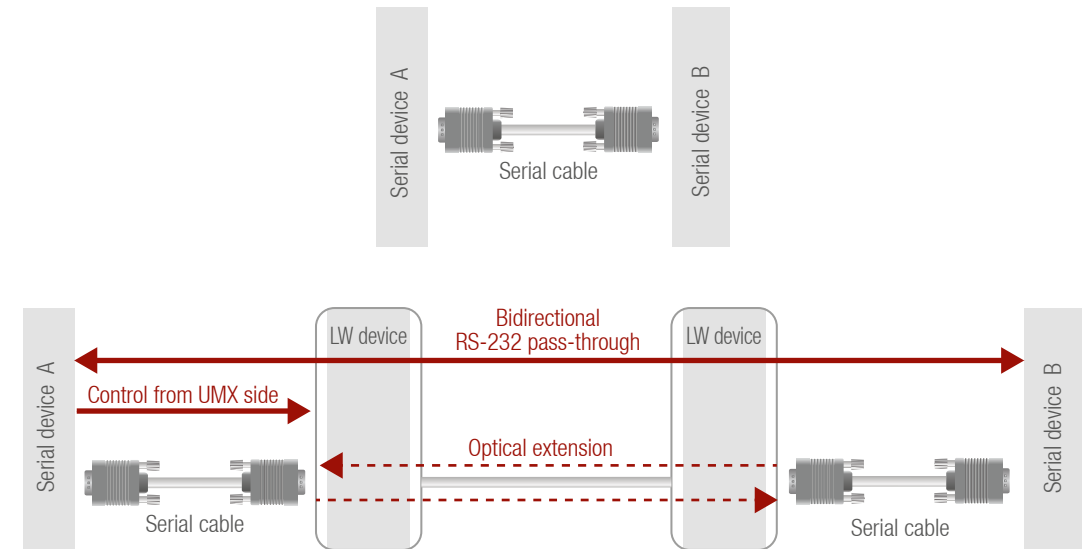 Serial device A
Serial device B
Serial cable
Serial device A
LW device
Bidirectional
RS-232 pass-through
LW device
Serial device B
Control from UMX side
Optical extension
Serial cable
Serial cable